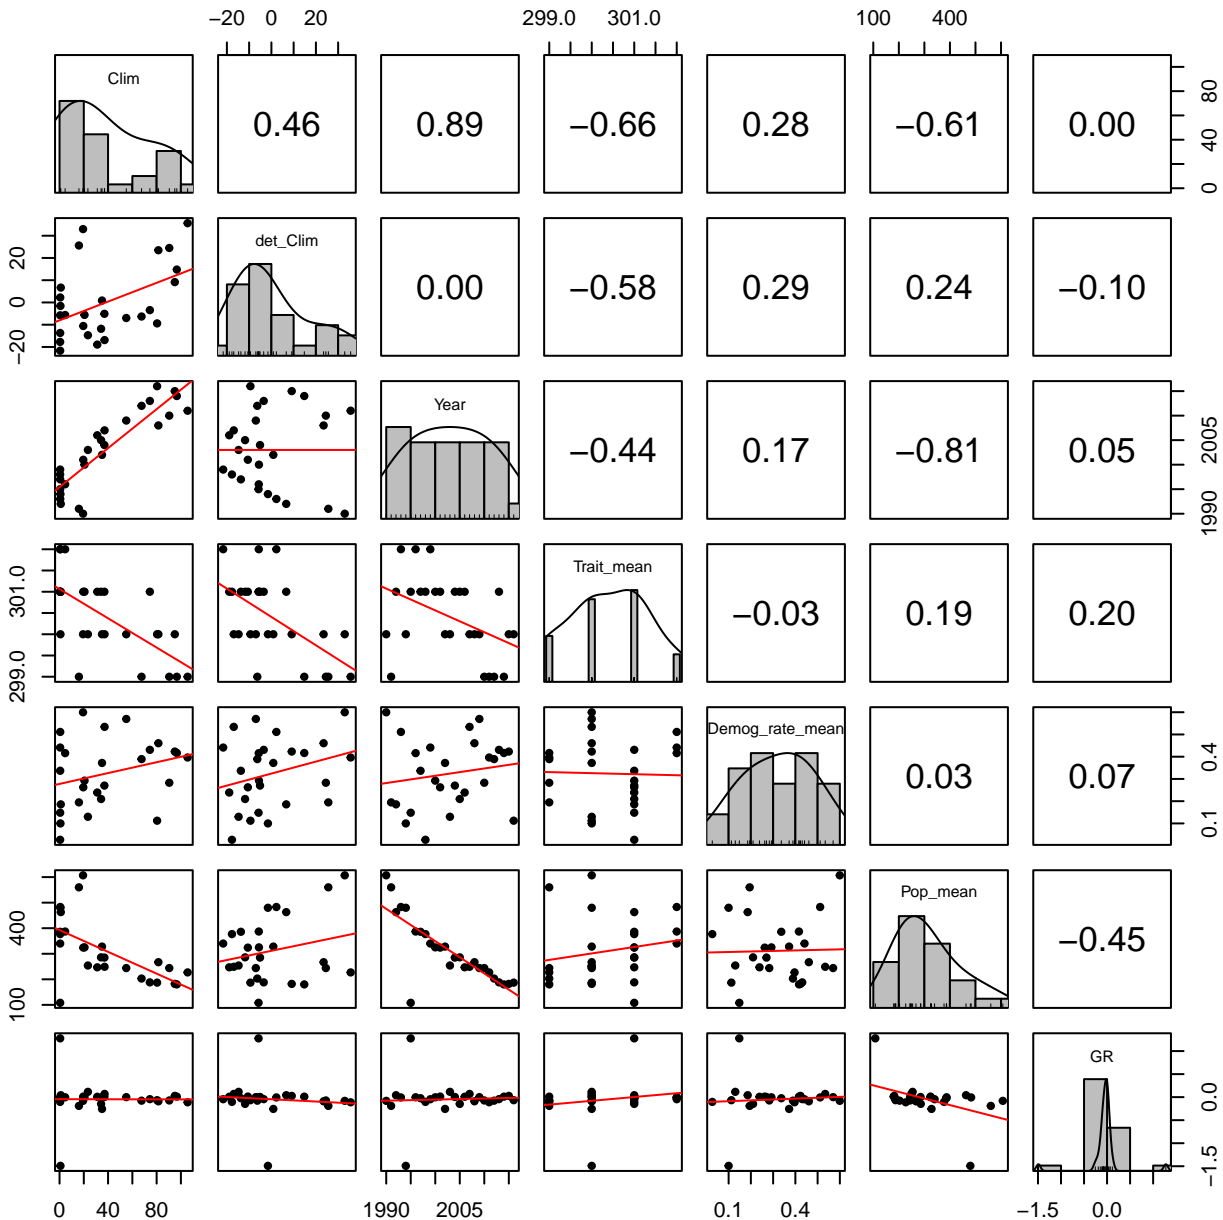 −20 0 20 299.0 301.0 100 400
Clim 0.46 0.89 −0.66 0.28 −0.61 0.00 0 40 80
−20 0 20 det_Clim 0.00 −0.58 0.29 0.24 −0.10
Year −0.44 0.17 −0.81 0.05 1990 2005
299.0 301.0 Trait_mean −0.03 0.19 0.20
Demog_rate_mean 0.03 0.07 0.1 0.4
100 400 Pop_mean −0.45
GR −1.5 0.0
0 40 80 1990 2005 0.1 0.4 −1.5 0.0